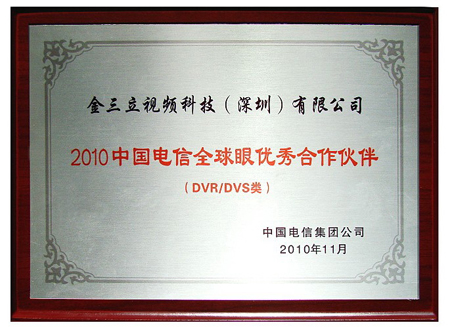 金三立视频科技（深圳）有限公司
2010中国电信全球眼优秀合作伙伴
（DVR/DVS类）
中国电信集团公司
2010年11月